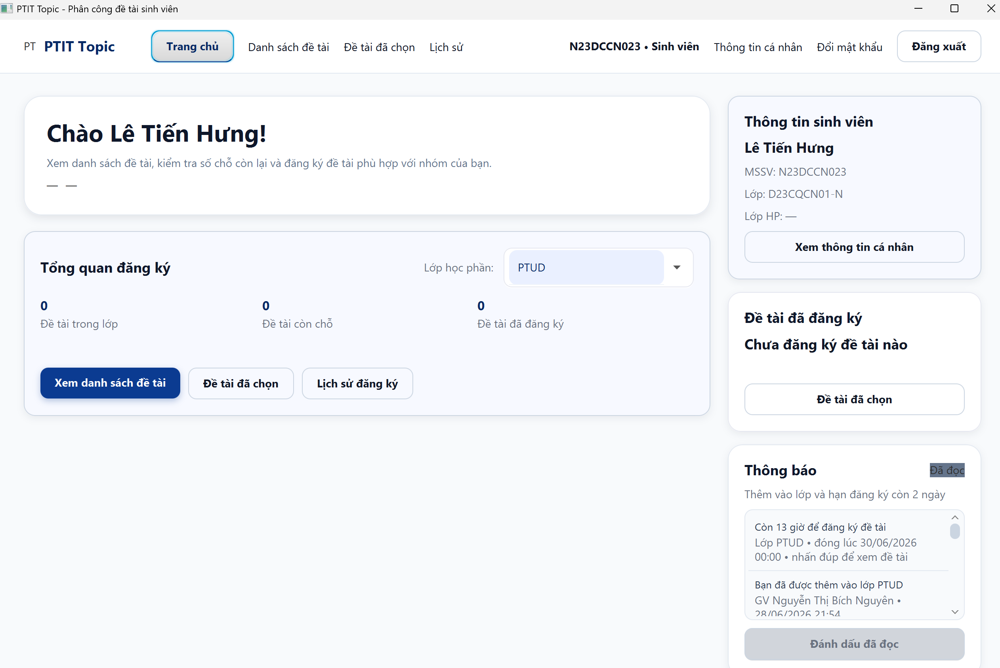 PTIT Topic - Phân công đề tài sinh viên
PT PTIT Topic Trang chủ Danh sách đề tài Đề tài đã chọn Lịch sử N23DCCN023 • Sinh viên Thông tin cá nhân Đổi mật khẩu Đăng xuất
Chào Lê Tiến Hưng!
Xem danh sách đề tài, kiểm tra số chỗ còn lại và đăng ký đề tài phù hợp với nhóm của bạn.
— —
Tổng quan đăng ký Lớp học phần: PTUD
0 0 0
Đề tài trong lớp Đề tài còn chỗ Đề tài đã đăng ký
Xem danh sách đề tài Đề tài đã chọn Lịch sử đăng ký
Thông tin sinh viên
Lê Tiến Hưng
MSSV: N23DCCN023
Lớp: D23CQCN01-N
Lớp HP: —
Xem thông tin cá nhân
Đề tài đã đăng ký
Chưa đăng ký đề tài nào
Đề tài đã chọn
Thông báo Đã đọc
Thêm vào lớp và hạn đăng ký còn 2 ngày
Còn 13 giờ để đăng ký đề tài
Lớp PTUD • đóng lúc 30/06/2026
00:00 • nhấn đúp để xem đề tài
Bạn đã được thêm vào lớp PTUD
GV Nguyễn Thị Bích Nguyên •
28/06/2026 21:54
Đánh dấu đã đọc